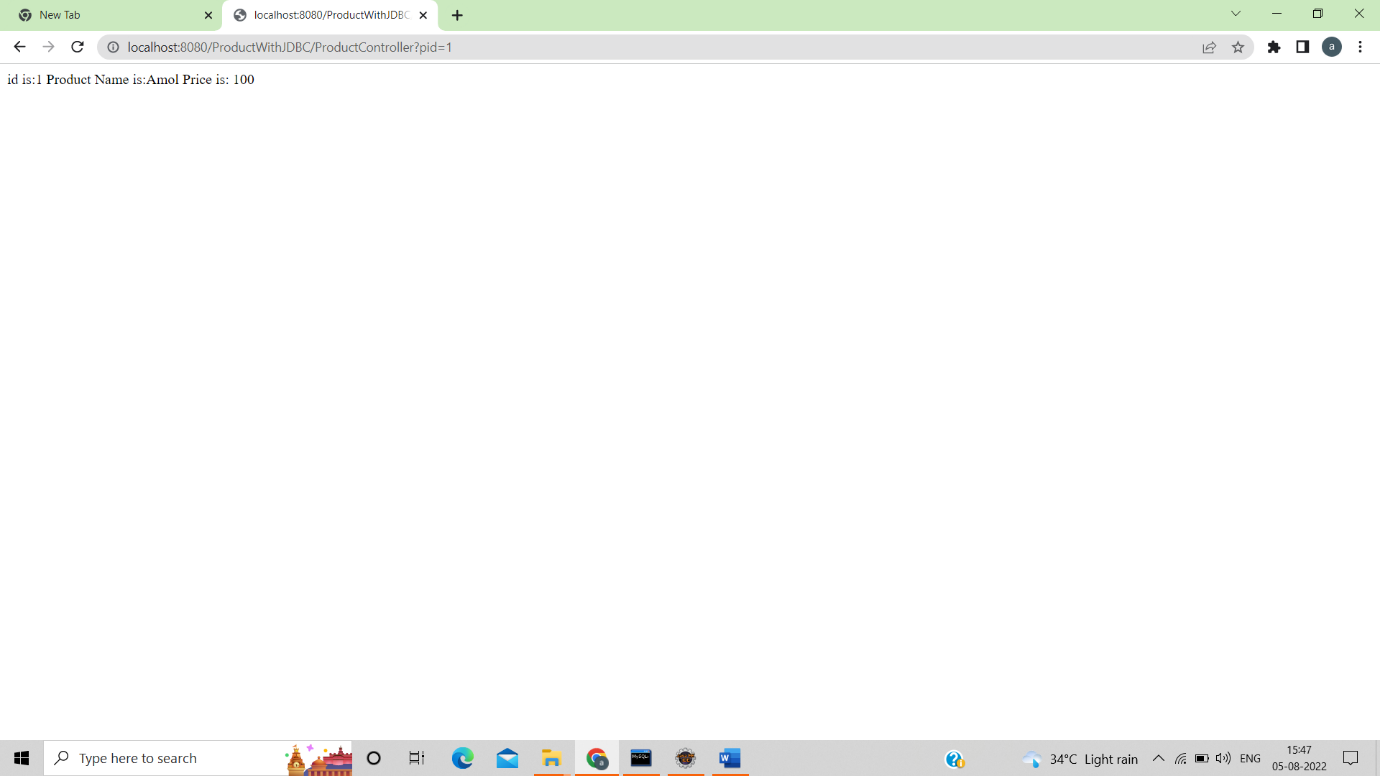 New Tab
localhost:8080/ProductWithJDBC
localhost:8080/ProductWithJDBC/ProductController?pid=1
a
id is:1 Product Name is:Amol Price is: 100
Type here to search
MySQL
W
34°C Light rain
ENG
15:47
05-08-2022